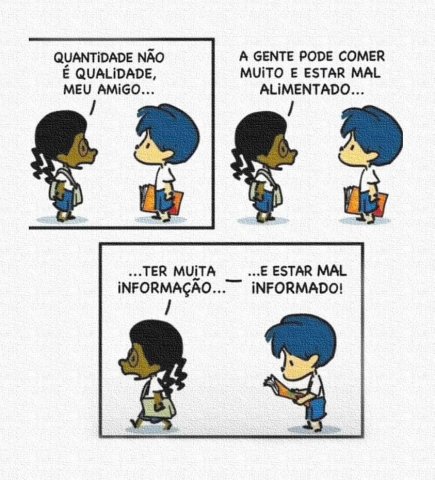 QUANTIDADE NÃO
É QUALIDADE,
MEU AMIGO...
A GENTE PODE COMER
MUITO E ESTAR MAL
ALIMENTADO...
...TER MUITA
INFORMAÇÃO...
...E ESTAR MAL
INFORMADO!